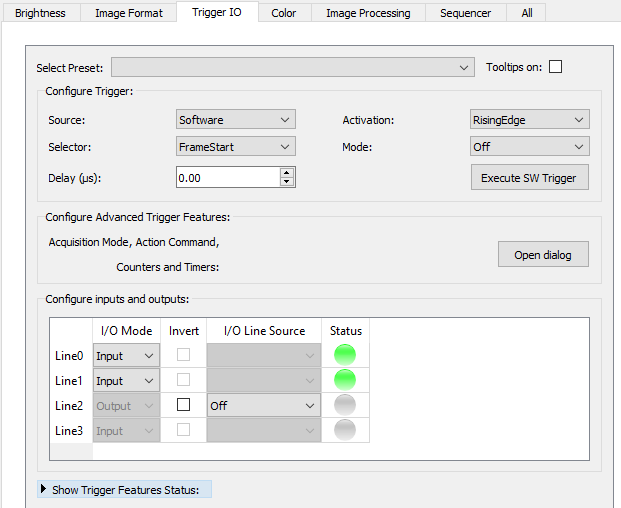 Brightness Image Format Trigger IO Color Image Processing Sequencer All
Select Preset: Tooltips on:
Configure Trigger:
Source: Software Activation: RisingEdge
Selector: FrameStart Mode: Off
Delay (µs): 0.00 Execute SW Trigger
Configure Advanced Trigger Features:
Acquisition Mode, Action Command,
Counters and Timers: Open dialog
Configure inputs and outputs:
I/O Mode Invert I/O Line Source Status
Line0 Input
Line1 Input
Line2 Output Off
Line3 Input
Show Trigger Features Status: